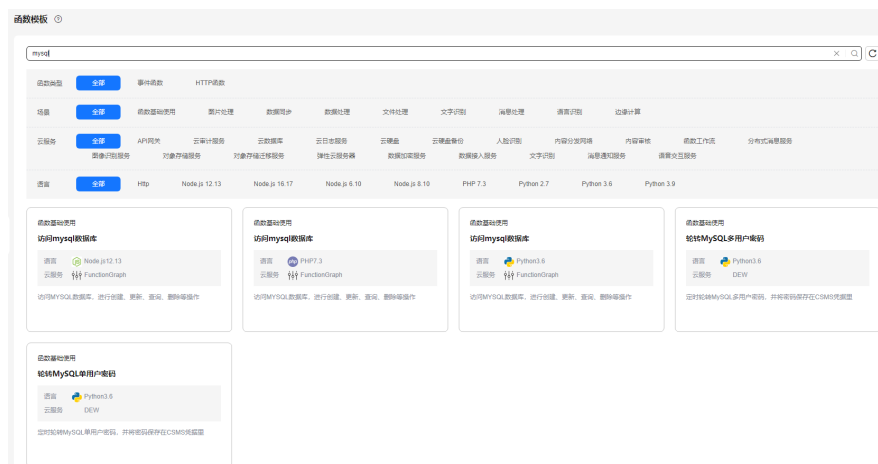 函数模板
mysql
函数类型 全部 事件函数 HTTP函数
场景 全部 函数基础使用 图片处理 数据同步 数据处理 文件处理 文字识别 消息处理 语言识别 边缘计算
云服务 全部 API网关 云审计服务 云数据库 云日志服务 云硬盘 云硬盘备份 人脸识别 内容分发网络 内容审核 函数工作流 分布式消息服务
图像识别服务 对象存储服务 对象存储迁移服务 弹性云服务器 数据加密服务 数据接入服务 文字识别 消息通知服务 语音交互服务
语言 全部 Http Node.js 12.13 Node.js 16.17 Node.js 6.10 Node.js 8.10 PHP 7.3 Python 2.7 Python 3.6 Python 3.9
函数基础使用
访问mysql数据库
语言 Node.js12.13
云服务 FunctionGraph
访问MYSQL数据库，进行创建、更新、查询、删除等操作
函数基础使用
访问mysql数据库
语言 php PHP7.3
云服务 FunctionGraph
访问MYSQL数据库，进行创建、更新、查询、删除等操作
函数基础使用
访问mysql数据库
语言 Python3.6
云服务 FunctionGraph
访问MYSQL数据库，进行创建、更新、查询、删除等操作
函数基础使用
轮转MySQL多用户密码
语言 Python3.6
云服务 DEW
定时轮转MySQL多用户密码，并将密码保存在CSMS凭据里
函数基础使用
轮转MySQL单用户密码
语言 Python3.6
云服务 DEW
定时轮转MySQL单用户密码，并将密码保存在CSMS凭据里